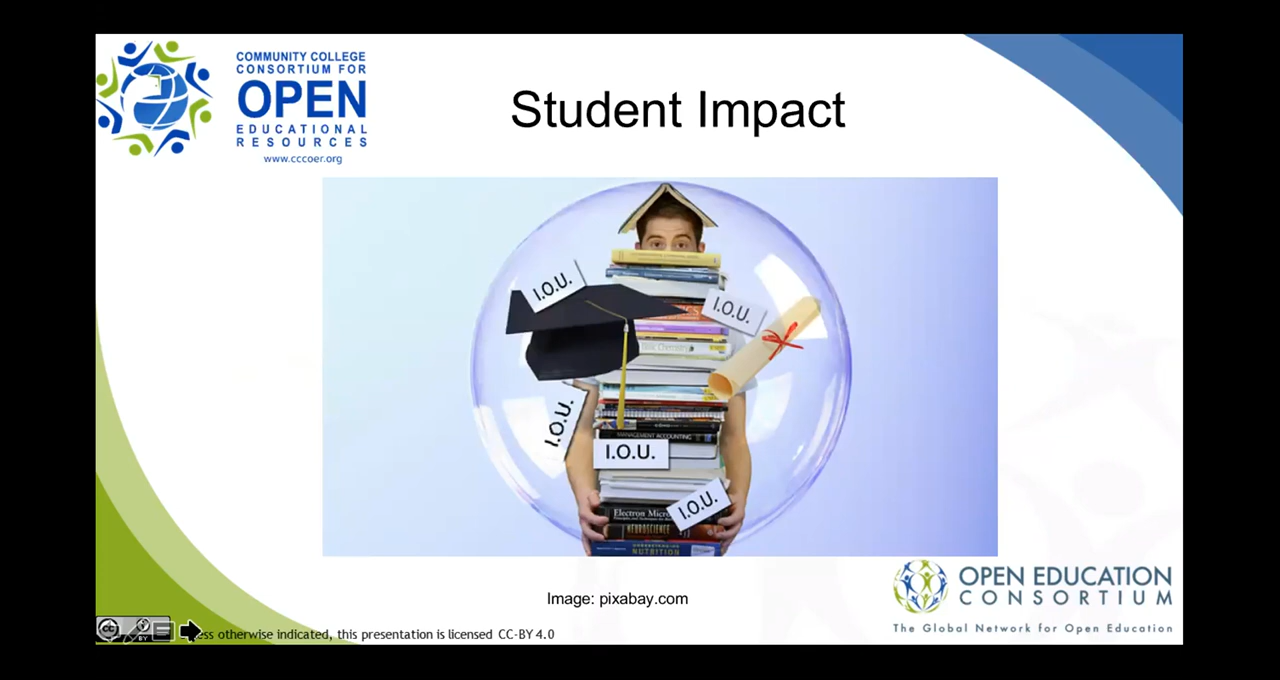 COMMUNITY COLLEGE
CONSORTIUM FOR
OPEN
EDUCATIONAL
RESOURCES
www.cccoer.org
Student Impact
I.O.U.
I.O.U.
I.O.U.
MANAGEMENT ACCOUNTING
I.O.U.
I.O.U.
Electron
NEUROSCIENCE
NUTRITION
Image: pixabay.com
OPEN EDUCATION
CONSORTIUM
The Global Network for Open Education
CC
BY
otherwise indicated, this presentation is licensed CC-BY 4.0